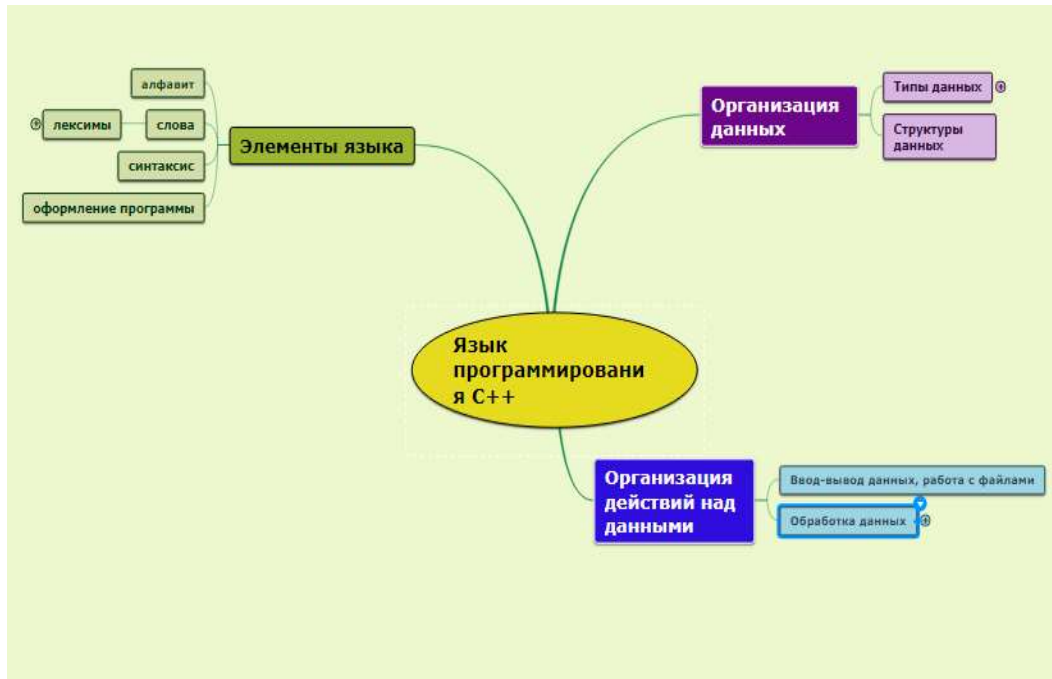 алфавит
лексимы
слова
синтаксис
оформление программы
Элементы языка
Организация
данных
Типы данных
Структуры
данных
Язык
программировани
я С++
Организация
действий над
данными
Ввод-вывод данных, работа с файлами
Обработка данных